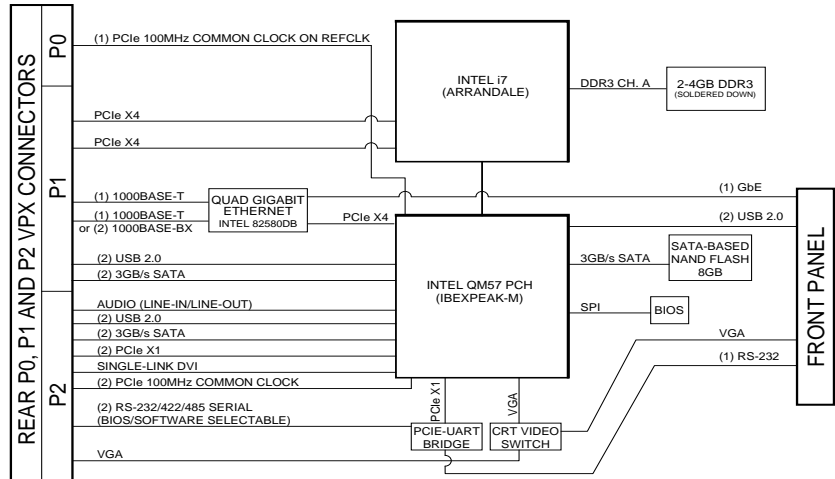 REAR P0, P1 AND P2 VPX CONNECTORS
P0
P1
P2
(1) PCIe 100MHz COMMON CLOCK ON REFCLK
INTEL i7
(ARRANDALE)
DDR3 CH. A
2-4GB DDR3
(SOLDERED DOWN)
PCIe X4
PCIe X4
(1) 1000BASE-T
(1) 1000BASE-T
or (2) 1000BASE-BX
QUAD GIGABIT
ETHERNET
INTEL 82580DB
PCIe X4
(1) GbE
(2) USB 2.0
FRONT PANEL
(2) USB 2.0
(2) 3GB/s SATA
INTEL QM57 PCH
(IBEXPEAK-M)
3GB/s SATA
SATA-BASED
NAND FLASH
8GB
SPI
BIOS
AUDIO (LINE-IN/LINE-OUT)
(2) USB 2.0
(2) 3GB/s SATA
(2) PCIe X1
SINGLE-LINK DVI
(2) PCIe 100MHz COMMON CLOCK
VGA
(1) RS-232
PCIe X1
VGA
(2) RS-232/422/485 SERIAL
(BIOS/SOFTWARE SELECTABLE)
PCIE-UART
BRIDGE
CRT VIDEO
SWITCH
VGA